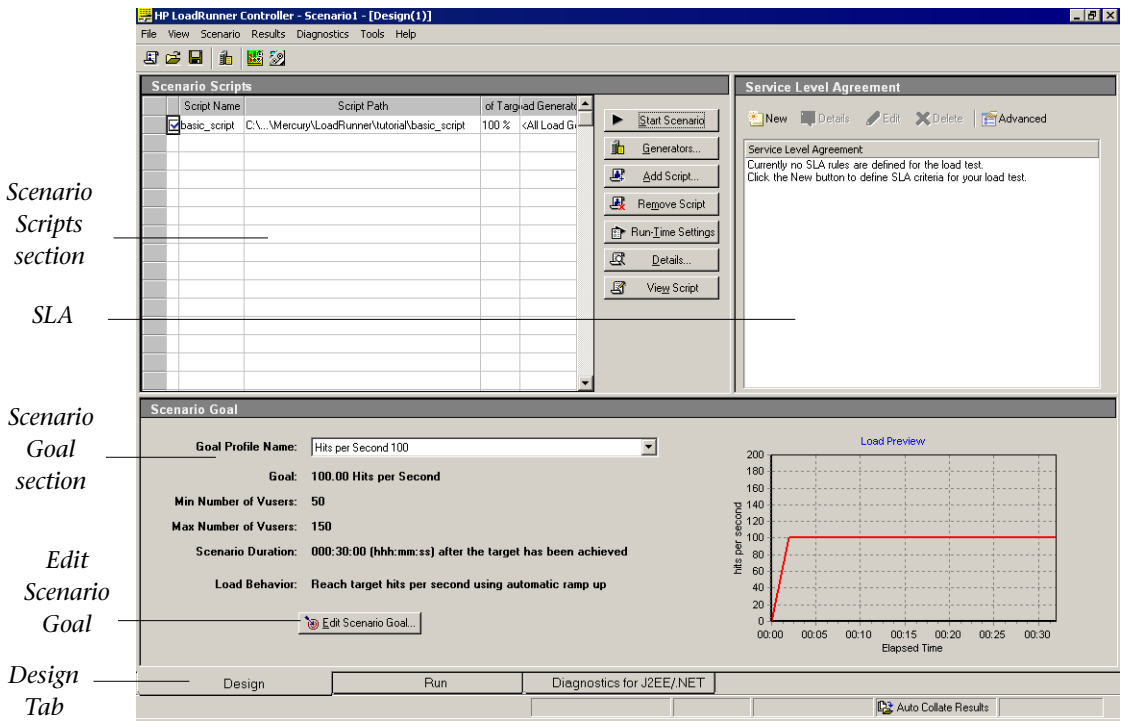 HP LoadRunner Controller - Scenario1 - [Design(1)]
File View Scenario Results Diagnostics Tools Help
Scenario Scripts
Script Name Script Path of Targe ad Generato
basic_script C:\...\Mercury\LoadRunner\tutorial\basic_script 100 % <All Load Ge
Start Scenario
Generators...
Add Script...
Remove Script
Run-Time Settings
Details...
View Script
Service Level Agreement
New Details Edit Delete Advanced
Service Level Agreement
Currently no SLA rules are defined for the load test.
Click the New button to define SLA criteria for your load test.
Scenario
Scripts
section
SLA
Scenario
Goal
section
Edit
Scenario
Goal
Design
Tab
Scenario Goal
Goal Profile Name: Hits per Second 100
Goal: 100.00 Hits per Second
Min Number of Vusers: 50
Max Number of Vusers: 150
Scenario Duration: 000:30:00 (hhh:mm:ss) after the target has been achieved
Load Behavior: Reach target hits per second using automatic ramp up
Edit Scenario Goal...
Load Preview
hits per second
200
180
160
140
120
100
80
60
40
20
0
00:00 00:05 00:10 00:15 00:20 00:25 00:30
Elapsed Time
Design Run Diagnostics for J2EE/.NET
Auto Collate Results